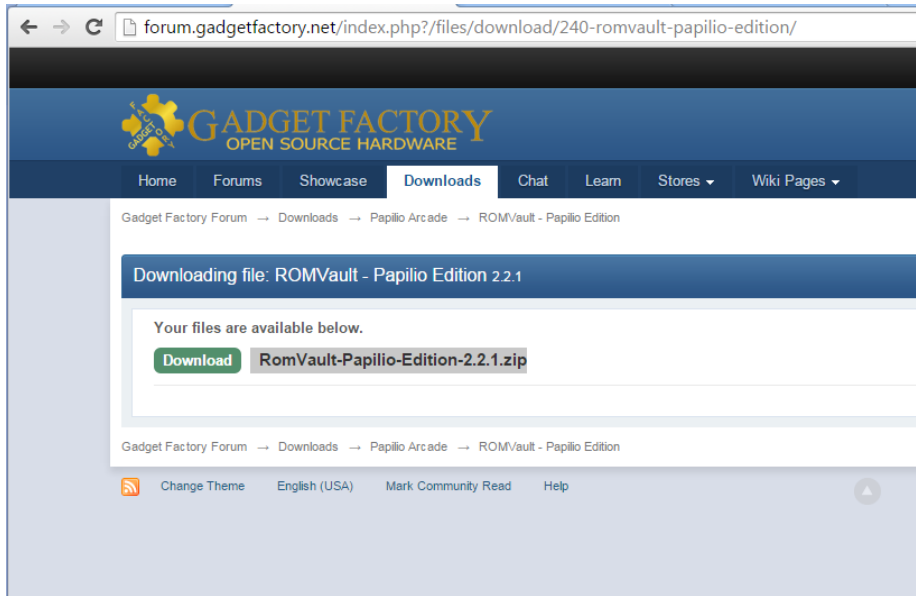 forum.gadgetfactory.net/index.php?/files/download/240-romvault-papilio-edition/
GADGET FACTORY
GADGET FACTORY
OPEN SOURCE HARDWARE
Home Forums Showcase Downloads Chat Learn Stores Wiki Pages
Gadget Factory Forum → Downloads → Papilio Arcade → ROMVault - Papilio Edition
Downloading file: ROMVault - Papilio Edition 2.2.1
Your files are available below.
Download RomVault-Papilio-Edition-2.2.1.zip
Gadget Factory Forum → Downloads → Papilio Arcade → ROMVault - Papilio Edition
Change Theme English (USA) Mark Community Read Help